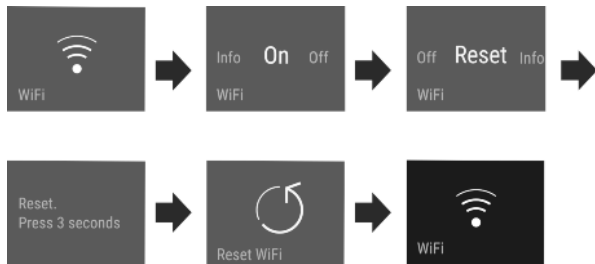 WiFi
Info On Off
WiFi
Off Reset Info
WiFi
Reset.
Press 3 seconds
Reset WiFi
WiFi